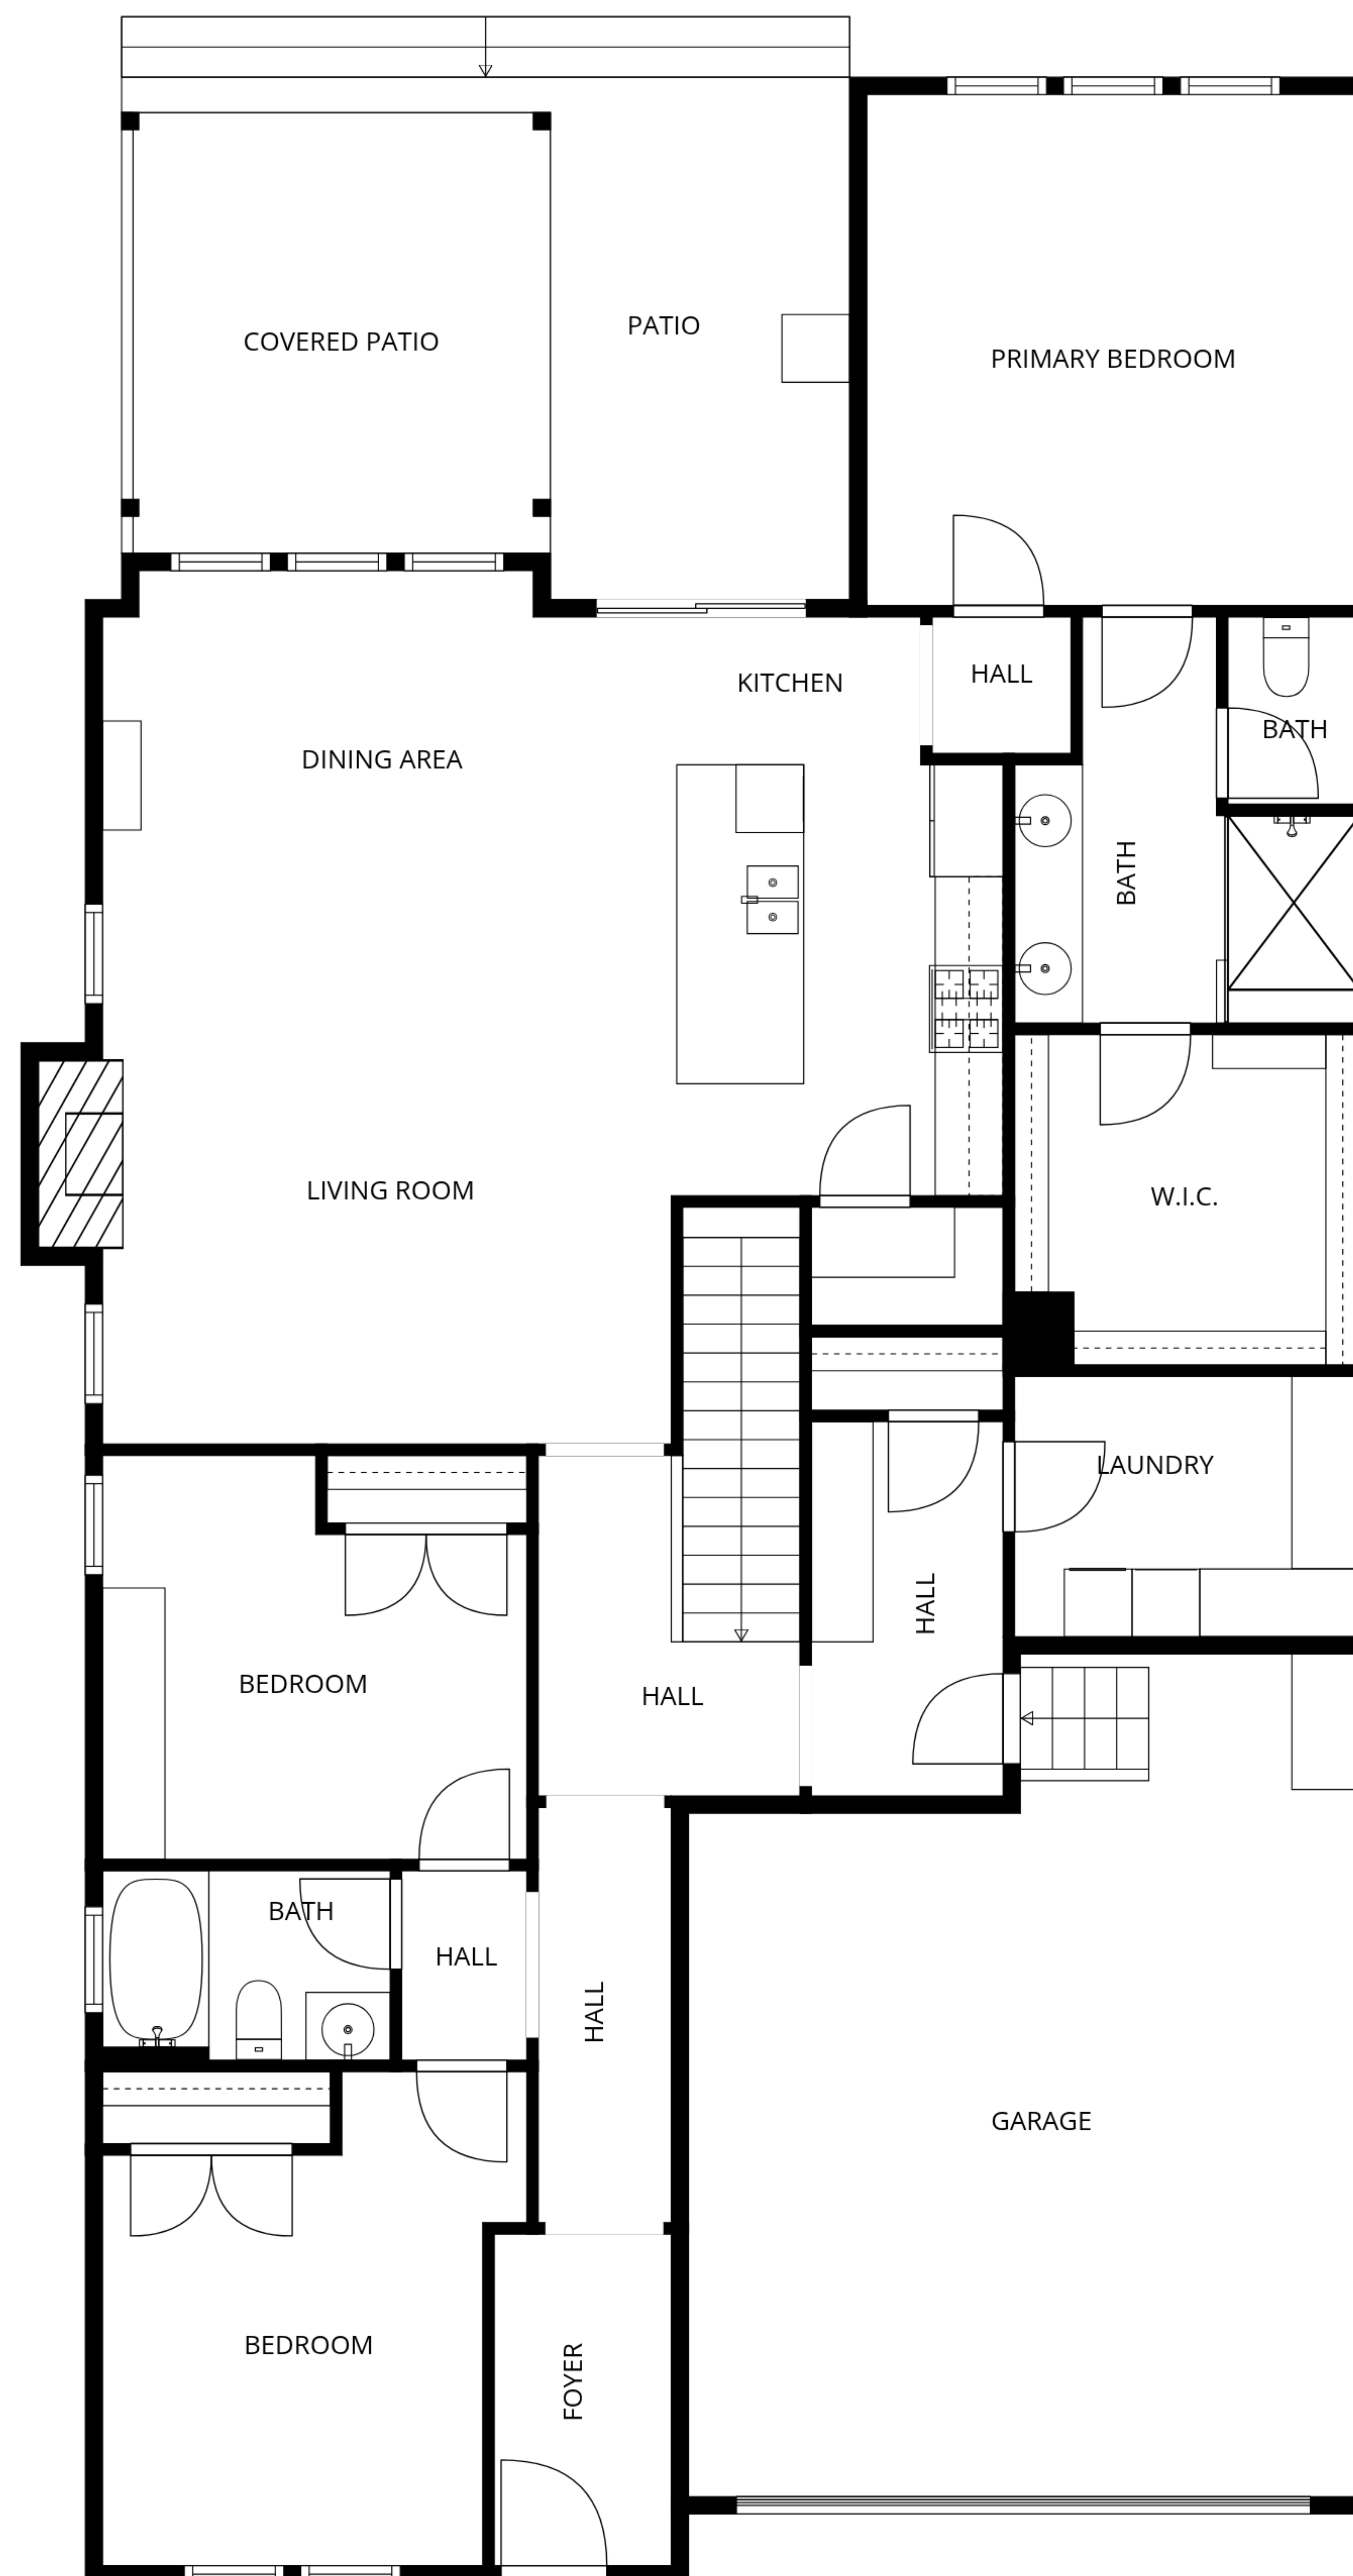 COVERED PATIO
PATIO
PRIMARY BEDROOM
KITCHEN
HALL
BATH
DINING AREA
BATH
LIVING ROOM
W.I.C.
LAUNDRY
HALL
BEDROOM
HALL
BATH
HALL
HALL
GARAGE
BEDROOM
FOYER